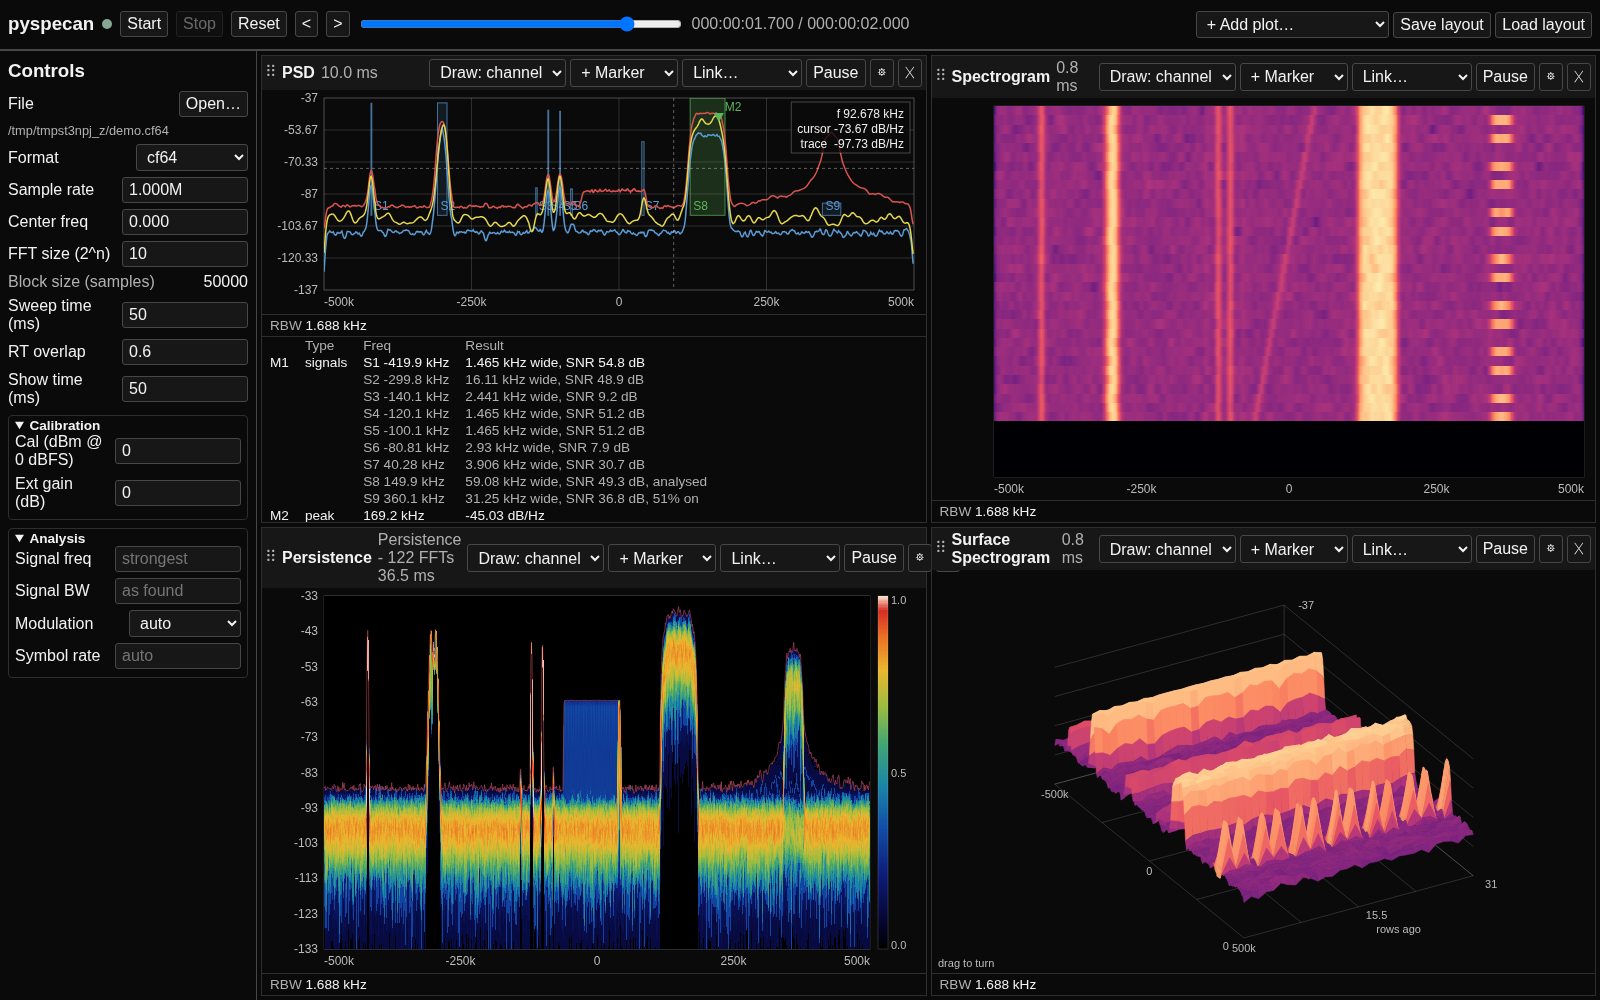 pyspecan Start Stop Reset < > 000:00:01.700 / 000:00:02.000 + Add plot… Save layout Load layout
Controls
File Open…
/tmp/tmpst3npj_z/demo.cf64
Format cf64
Sample rate 1.000M
Center freq 0.000
FFT size (2^n) 10
Block size (samples) 50000
Sweep time (ms) 50
RT overlap 0.6
Show time (ms) 50
▼ Calibration
Cal (dBm @ 0 dBFS) 0
Ext gain (dB) 0
▼ Analysis
Signal freq strongest
Signal BW as found
Modulation auto
Symbol rate auto
PSD 10.0 ms Draw: channel + Marker Link… Pause
M2
f 92.678 kHz
cursor -73.67 dB/Hz
trace -97.73 dB/Hz
-37
-53.67
-70.33
-87
-103.67
-120.33
-137
S1 S6 S7 S8 S9
-500k -250k 0 250k 500k
RBW 1.688 kHz
Type Freq Result
M1 signals S1 -419.9 kHz 1.465 kHz wide, SNR 54.8 dB
S2 -299.8 kHz 16.11 kHz wide, SNR 48.9 dB
S3 -140.1 kHz 2.441 kHz wide, SNR 9.2 dB
S4 -120.1 kHz 1.465 kHz wide, SNR 51.2 dB
S5 -100.1 kHz 1.465 kHz wide, SNR 51.2 dB
S6 -80.81 kHz 2.93 kHz wide, SNR 7.9 dB
S7 40.28 kHz 3.906 kHz wide, SNR 30.7 dB
S8 149.9 kHz 59.08 kHz wide, SNR 49.3 dB, analysed
S9 360.1 kHz 31.25 kHz wide, SNR 36.8 dB, 51% on
M2 peak 169.2 kHz -45.03 dB/Hz
Spectrogram 0.8 ms Draw: channel + Marker Link… Pause
-500k -250k 0 250k 500k
RBW 1.688 kHz
Persistence Persistence - 122 FFTs 36.5 ms Draw: channel + Marker Link… Pause
-33
-43
-53
-63
-73
-83
-93
-103
-113
-123
-133
1.0
0.5
0.0
-500k -250k 0 250k 500k
RBW 1.688 kHz
Surface Spectrogram 0.8 ms Draw: channel + Marker Link… Pause
-37
-500k
0
31
15.5
rows ago
0 500k
drag to turn
RBW 1.688 kHz